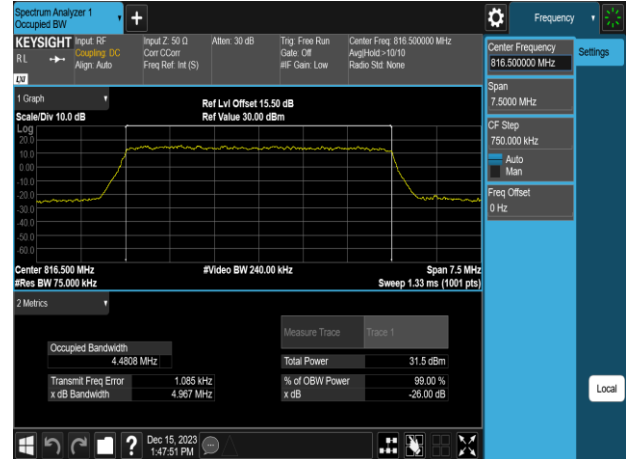 Spectrum Analyzer 1
Occupied BW
+
Frequency
KEYSIGHT
RL
LXI
Input: RF
Coupling: DC
Align: Auto
Input Z: 50 Ω
Corr CCorr
Freq Ref: Int (S)
Atten: 30 dB
Trig: Free Run
Gate: Off
#IF Gain: Low
Center Freq: 816.500000 MHz
Avg|Hold:>10/10
Radio Std: None
Center Frequency
816.500000 MHz
Settings
Span
7.5000 MHz
CF Step
750.000 kHz
Auto
Man
Freq Offset
0 Hz
1 Graph
Scale/Div 10.0 dB
Ref Lvl Offset 15.50 dB
Ref Value 30.00 dBm
Log
20.0
10.0
0.00
-10.0
-20.0
-30.0
-40.0
-50.0
-60.0
Center 816.500 MHz
#Video BW 240.00 kHz
Span 7.5 MHz
#Res BW 75.000 kHz
Sweep 1.33 ms (1001 pts)
2 Metrics
Measure Trace
Trace 1
Occupied Bandwidth
4.4808 MHz
Total Power
31.5 dBm
Transmit Freq Error
1.085 kHz
% of OBW Power
99.00 %
x dB Bandwidth
4.967 MHz
x dB
-26.00 dB
Local
?
Dec 15, 2023
1:47:51 PM